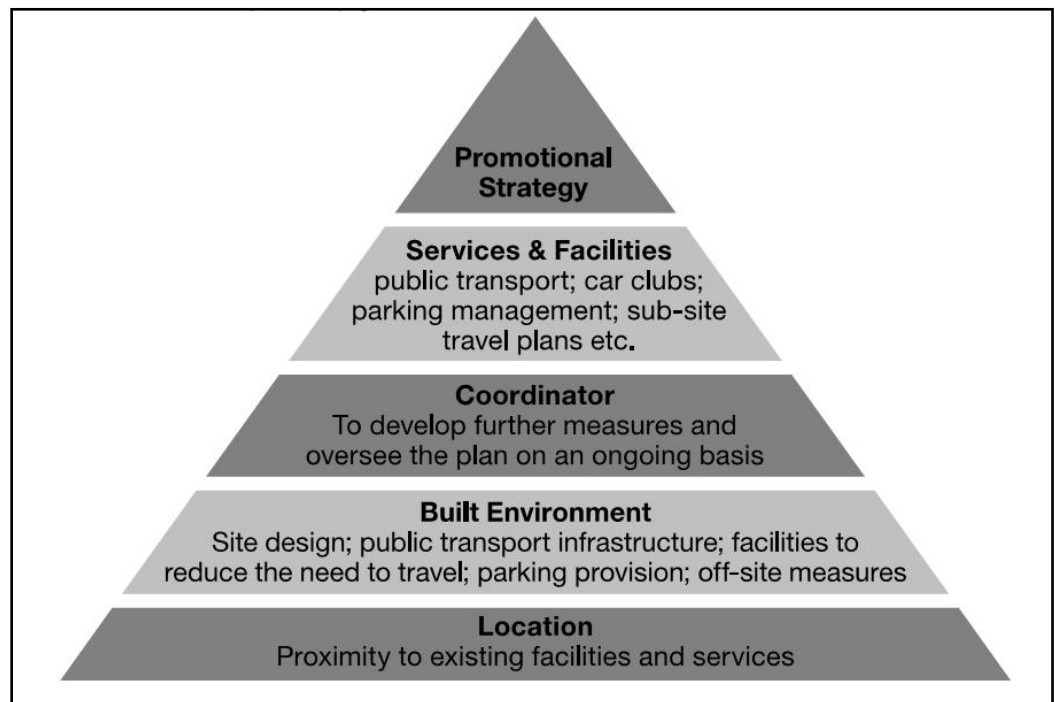 Promotional
Strategy
Services & Facilities
public transport; car clubs;
parking management; sub-site
travel plans etc.
Coordinator
To develop further measures and
oversee the plan on an ongoing basis
Built Environment
Site design; public transport infrastructure; facilities to
reduce the need to travel; parking provision; off-site measures
Location
Proximity to existing facilities and services